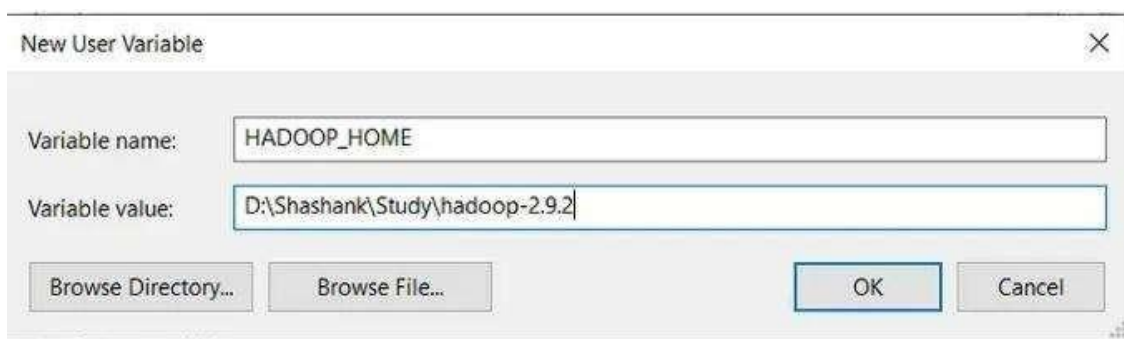 New User Variable
Variable name: HADOOP_HOME
Variable value: D:\Shashank\Study\hadoop-2.9.2
Browse Directory... Browse File... OK Cancel